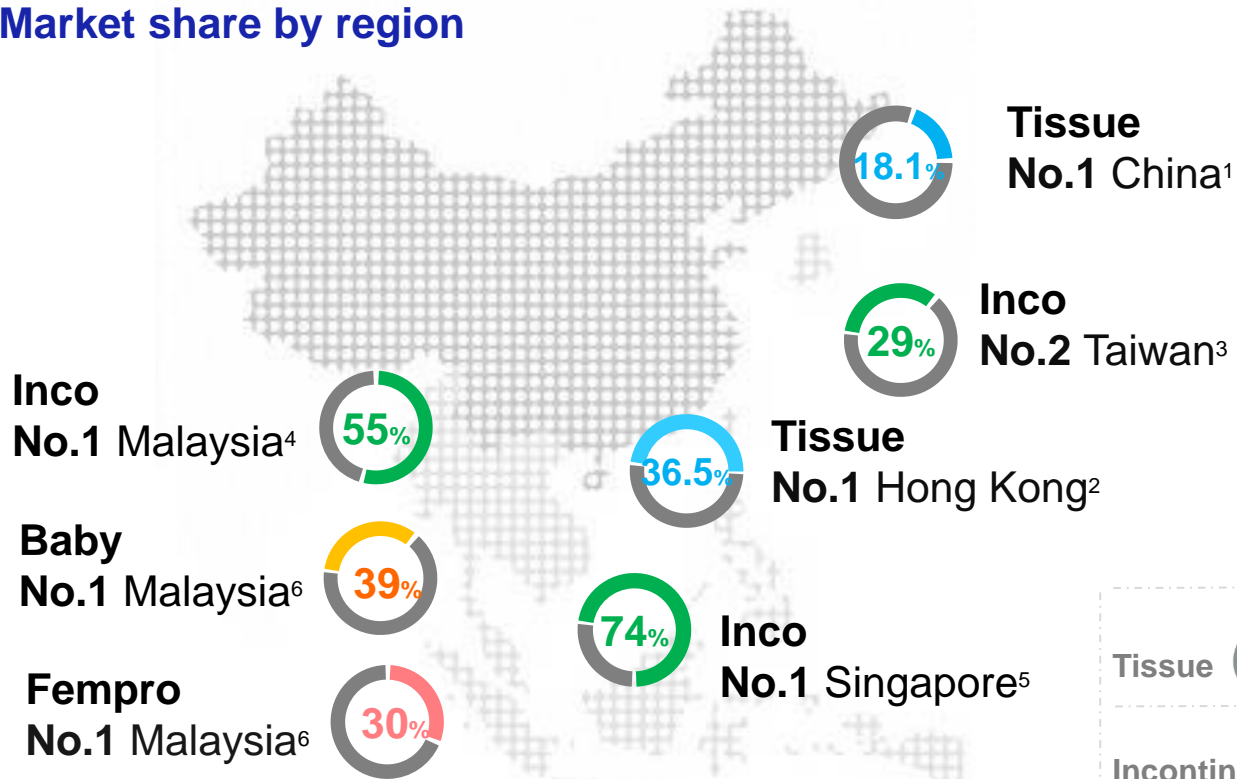 Market share by region
18.1%
Tissue
No.1 China¹
29%
Inco
No.2 Taiwan³
Inco
No.1 Malaysia⁴
55%
36.5%
Tissue
No.1 Hong Kong²
Baby
No.1 Malaysia⁶
39%
74%
Inco
No.1 Singapore⁵
Fempro
No.1 Malaysia⁶
30%
Tissue
Incontin